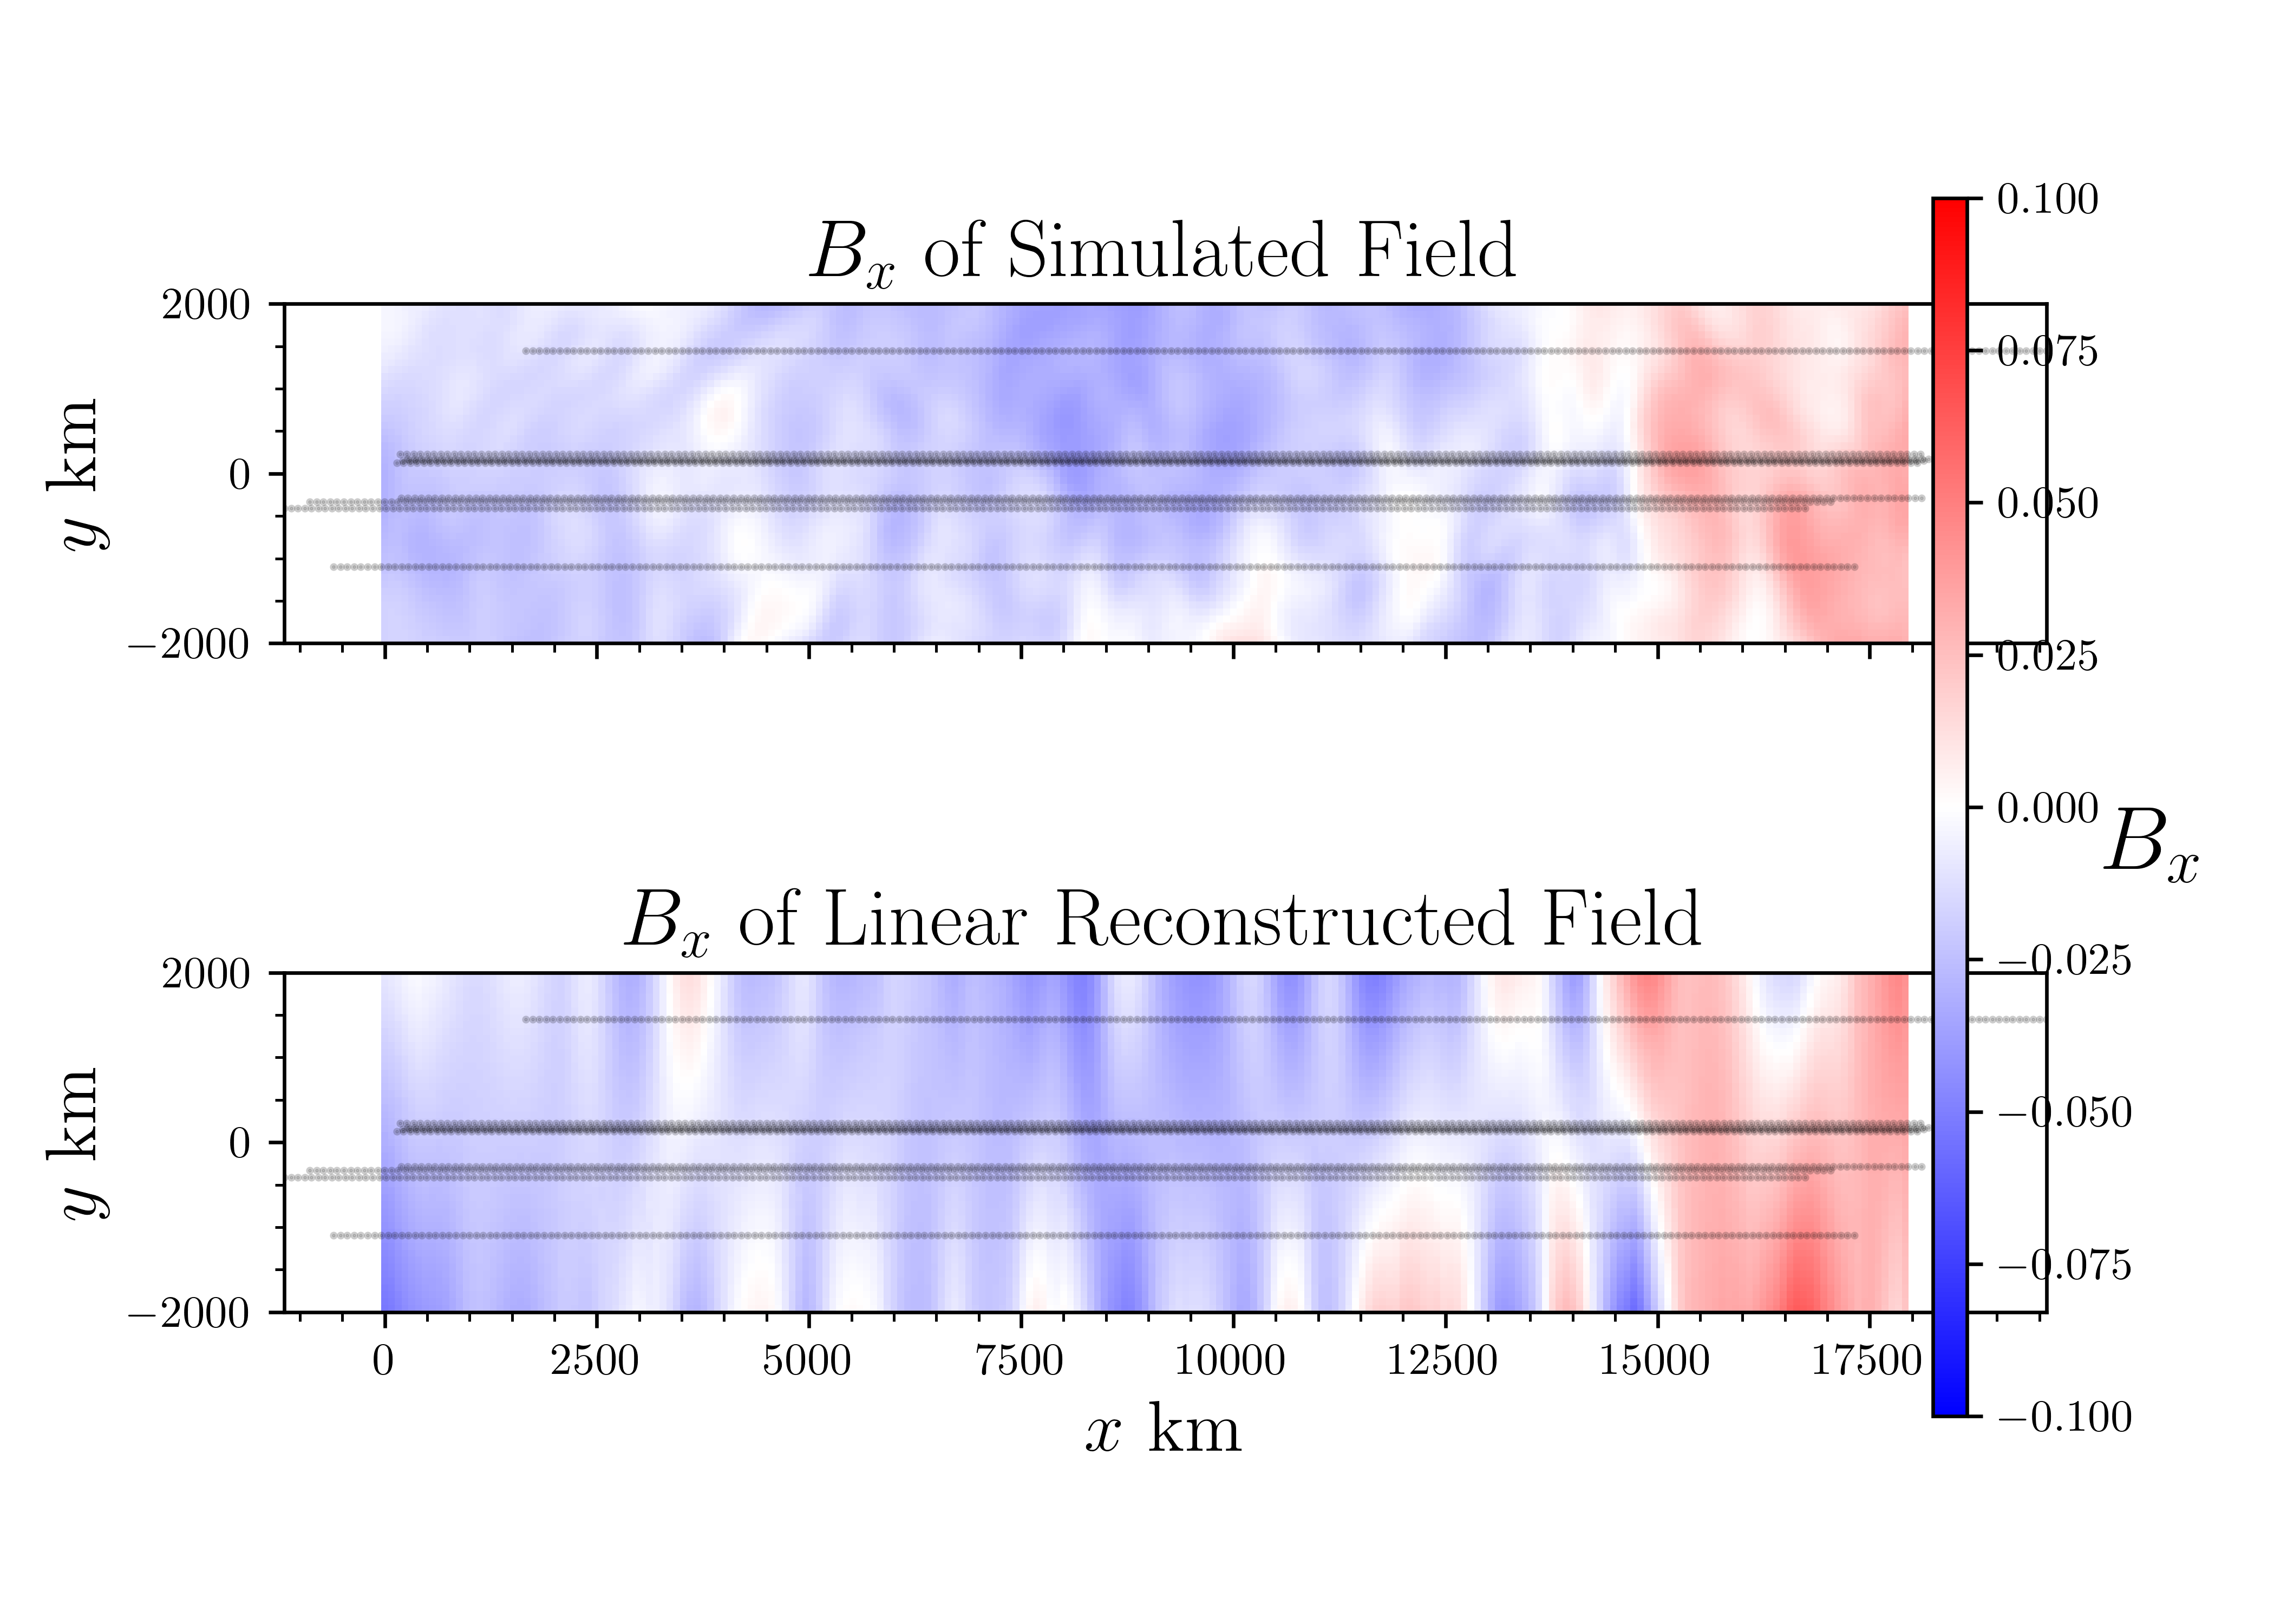 B_x of Simulated Field
y km
2000
0
−2000
B_x of Linear Reconstructed Field
y km
2000
0
−2000
0 2500 5000 7500 10000 12500 15000 17500
x km
0.100
0.075
0.050
0.025
0.000
−0.025
−0.050
−0.075
−0.100
B_x